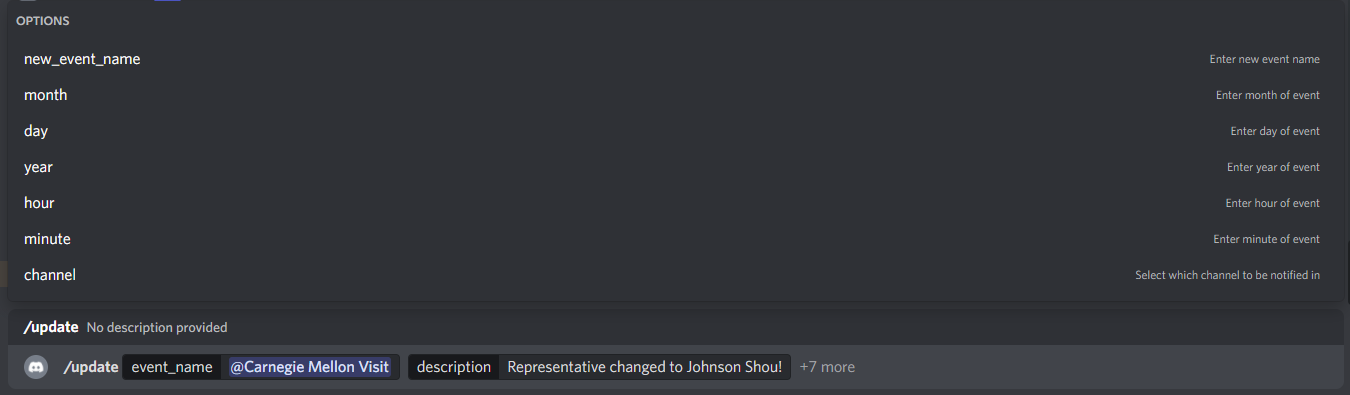 OPTIONS
new_event_name Enter new event name
month Enter month of event
day Enter day of event
year Enter year of event
hour Enter hour of event
minute Enter minute of event
channel Select which channel to be notified in
/update No description provided
/update event_name @Carnegie Mellon Visit description Representative changed to Johnson Shou! +7 more